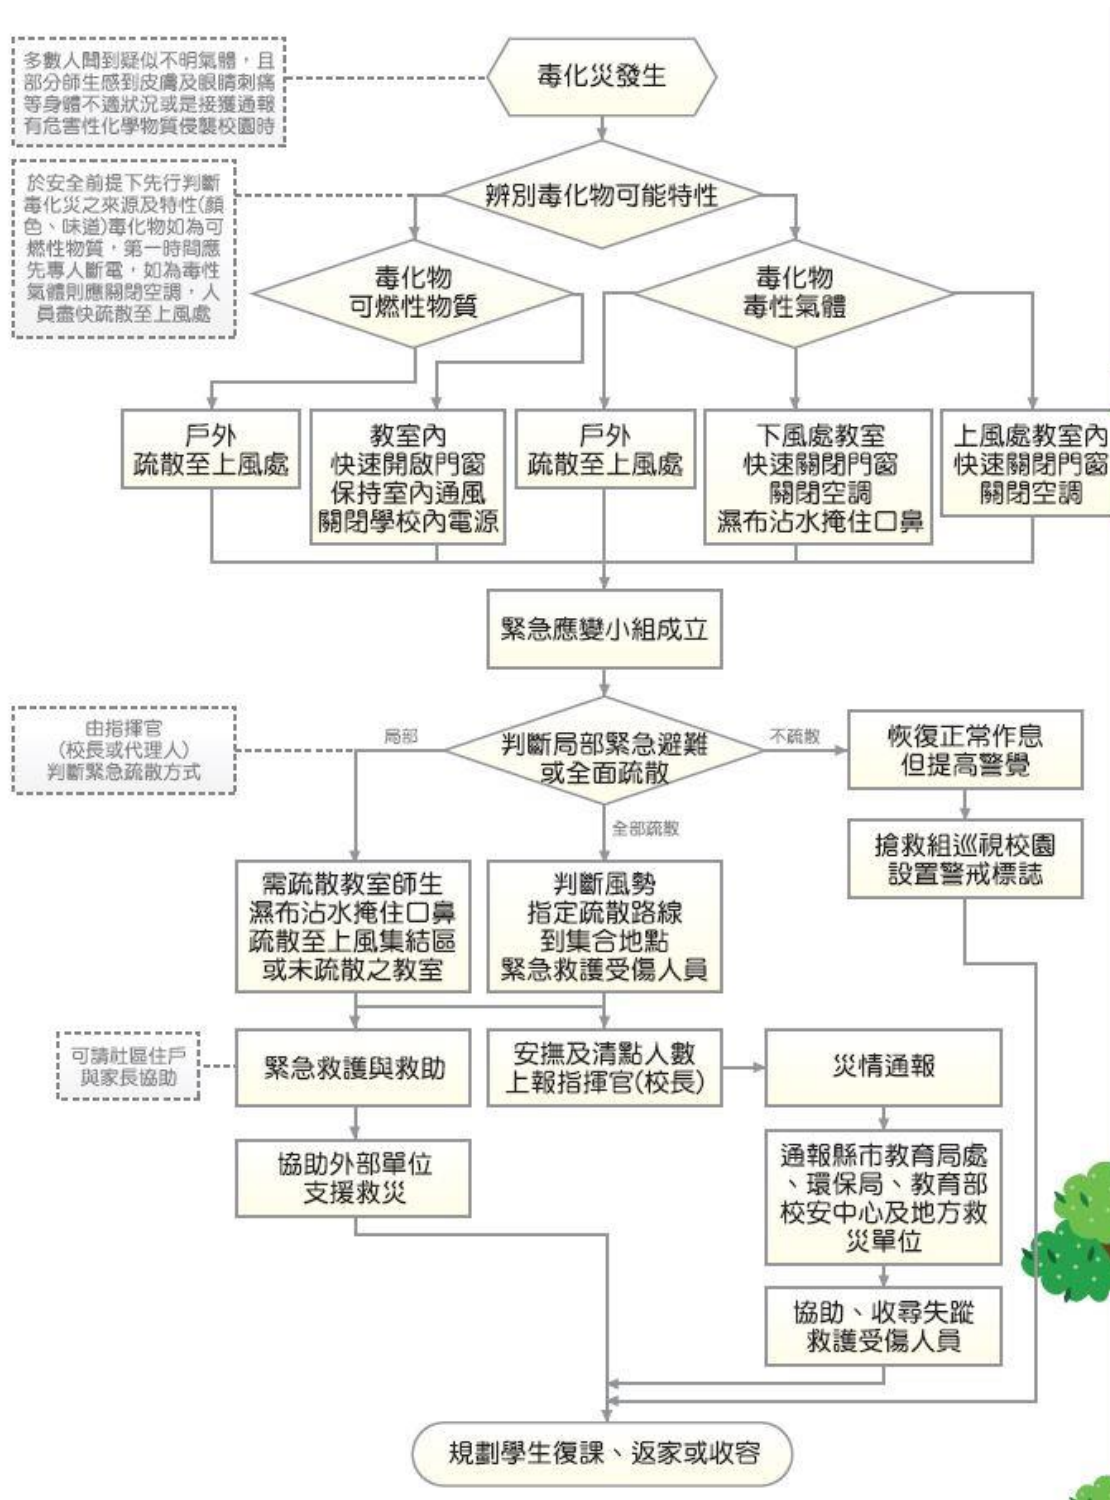 毒化災發生
多數人聞到疑似不明氣體，且
部分師生感到皮膚及眼睛刺痛
等身體不適狀況或是接獲通報
有危害性化學物質侵襲校園時
辨別毒化物可能特性
於安全前提下先行判斷
毒化災之來源及特性(顏
色、味道)毒化物如為可
燃性物質，第一時間應
先專人斷電，如為毒性
氣體則應關閉空調，人
員盡快疏散至上風處
毒化物
可燃性物質
毒化物
毒性氣體
戶外
疏散至上風處
教室內
快速開啟門窗
保持室內通風
關閉學校內電源
戶外
疏散至上風處
下風處教室
快速關閉門窗
關閉空調
濕布沾水掩住口鼻
上風處教室內
快速關閉門窗
關閉空調
緊急應變小組成立
由指揮官
(校長或代理人)
判斷緊急疏散方式
局部
判斷局部緊急避難
或全面疏散
不疏散
恢復正常作息
但提高警覺
全部疏散
搶救組巡視校園
設置警戒標誌
需疏散教室師生
濕布沾水掩住口鼻
疏散至上風集結區
或未疏散之教室
判斷風勢
指定疏散路線
到集合地點
緊急救護受傷人員
可請社區住戶
與家長協助
緊急救護與救助
安撫及清點人數
上報指揮官(校長)
災情通報
協助外部單位
支援救災
通報縣市教育局處
、環保局、教育部
校安中心及地方救
災單位
協助、收尋失蹤
救護受傷人員
規劃學生復課、返家或收容